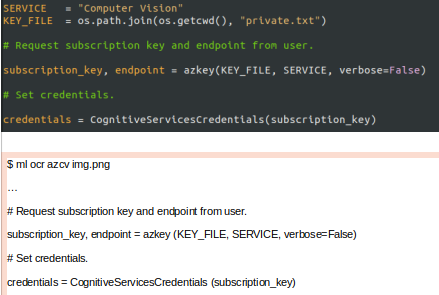 SERVICE = "Computer Vision"
KEY_FILE = os.path.join(os.getcwd(), "private.txt")
# Request subscription key and endpoint from user.
subscription_key, endpoint = azkey(KEY_FILE, SERVICE, verbose=False)
# Set credentials.
credentials = CognitiveServicesCredentials(subscription_key)
$ ml ocr azcv img.png
...
# Request subscription key and endpoint from user.
subscription_key, endpoint = azkey (KEY_FILE, SERVICE, verbose=False)
# Set credentials.
credentials = CognitiveServicesCredentials (subscription_key)